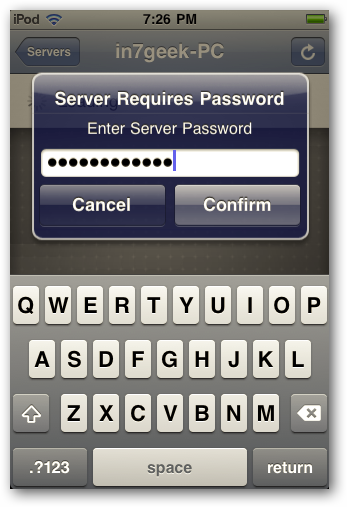 iPod 7:26 PM
Servers in7geek-PC
Server Requires Password
Enter Server Password
●●●●●●●●●●●●
Cancel Confirm
Q W E R T Y U I O P
A S D F G H J K L
Z X C V B N M
.?123 space return